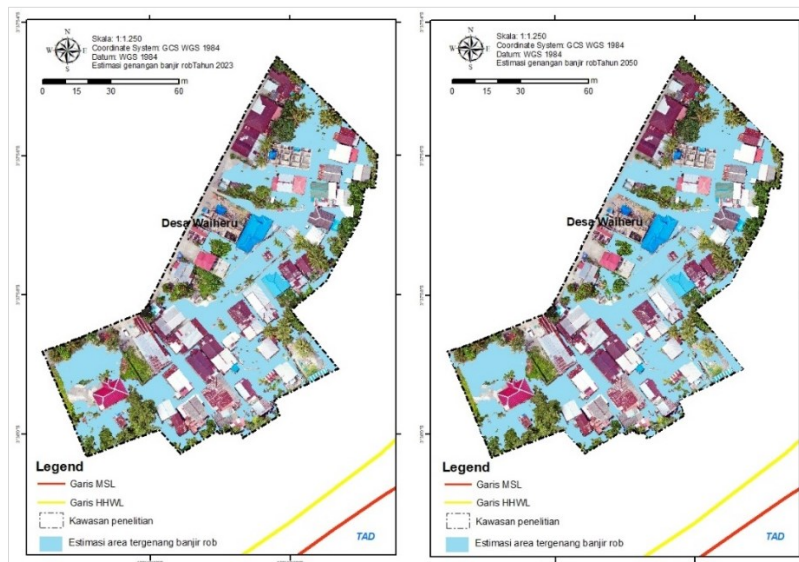 N
W E
S
Skala: 1:1.250
Coordinate System: GCS WGS 1984
Datum: WGS 1984
Estimasi genangan banjir robTahun 2023
m
0 15 30 60
Desa Waiheru
Legend
Garis MSL
Garis HHWL
Kawasan penelitian
Estimasi area tergenang banjir rob
TAD
N
W E
S
Skala: 1:1.250
Coordinate System: GCS WGS 1984
Datum: WGS 1984
Estimasi genangan banjir robTahun 2050
m
0 15 30 60
Desa Waiheru
Legend
Garis MSL
Garis HHWL
Kawasan penelitian
Estimasi area tergenang banjir rob
TAD